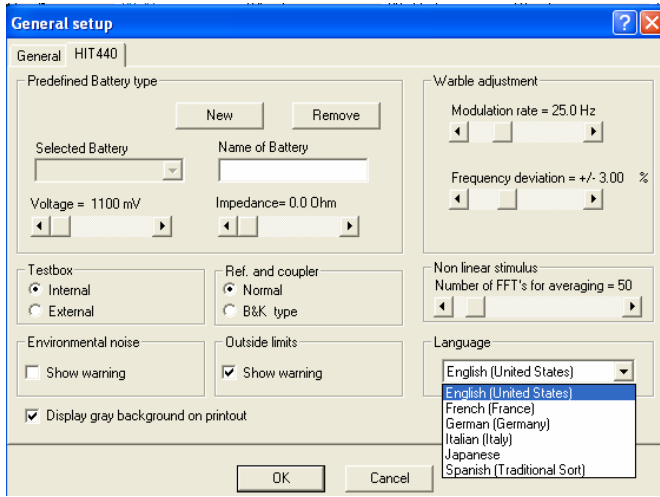 General setup
General HIT440
Predefined Battery type
New Remove
Selected Battery Name of Battery
Voltage = 1100 mV Impedance= 0.0 Ohm
Warble adjustment
Modulation rate = 25.0 Hz
Frequency deviation = +/- 3.00 %
Testbox
Internal
External
Ref. and coupler
Normal
B&K type
Non linear stimulus
Number of FFT's for averaging = 50
Environmental noise
Show warning
Outside limits
Show warning
Language
English (United States)
English (United States)
French (France)
German (Germany)
Italian (Italy)
Japanese
Spanish (Traditional Sort)
Display gray background on printout
OK Cancel